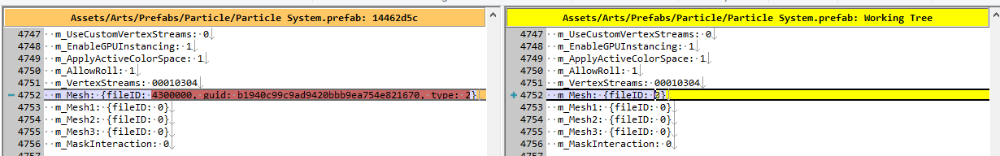 Assets/Arts/Prefabs/Particle/Particle System.prefab: 14462d5c
4747 m_UseCustomVertexStreams: 0
4748 m_EnableGPUInstancing: 1
4749 m_ApplyActiveColorSpace: 1
4750 m_AllowRoll: 1
4751 m_VertexStreams: 00010304
4752 m_Mesh: {fileID: 4300000, guid: b1940c99c9ad9420bbb9ea754e821670, type: 2}
4753 m_Mesh1: {fileID: 0}
4754 m_Mesh2: {fileID: 0}
4755 m_Mesh3: {fileID: 0}
4756 m_MaskInteraction: 0
Assets/Arts/Prefabs/Particle/Particle System.prefab: Working Tree
4747 m_UseCustomVertexStreams: 0
4748 m_EnableGPUInstancing: 1
4749 m_ApplyActiveColorSpace: 1
4750 m_AllowRoll: 1
4751 m_VertexStreams: 00010304
4752 m_Mesh: {fileID: 0}
4753 m_Mesh1: {fileID: 0}
4754 m_Mesh2: {fileID: 0}
4755 m_Mesh3: {fileID: 0}
4756 m_MaskInteraction: 0